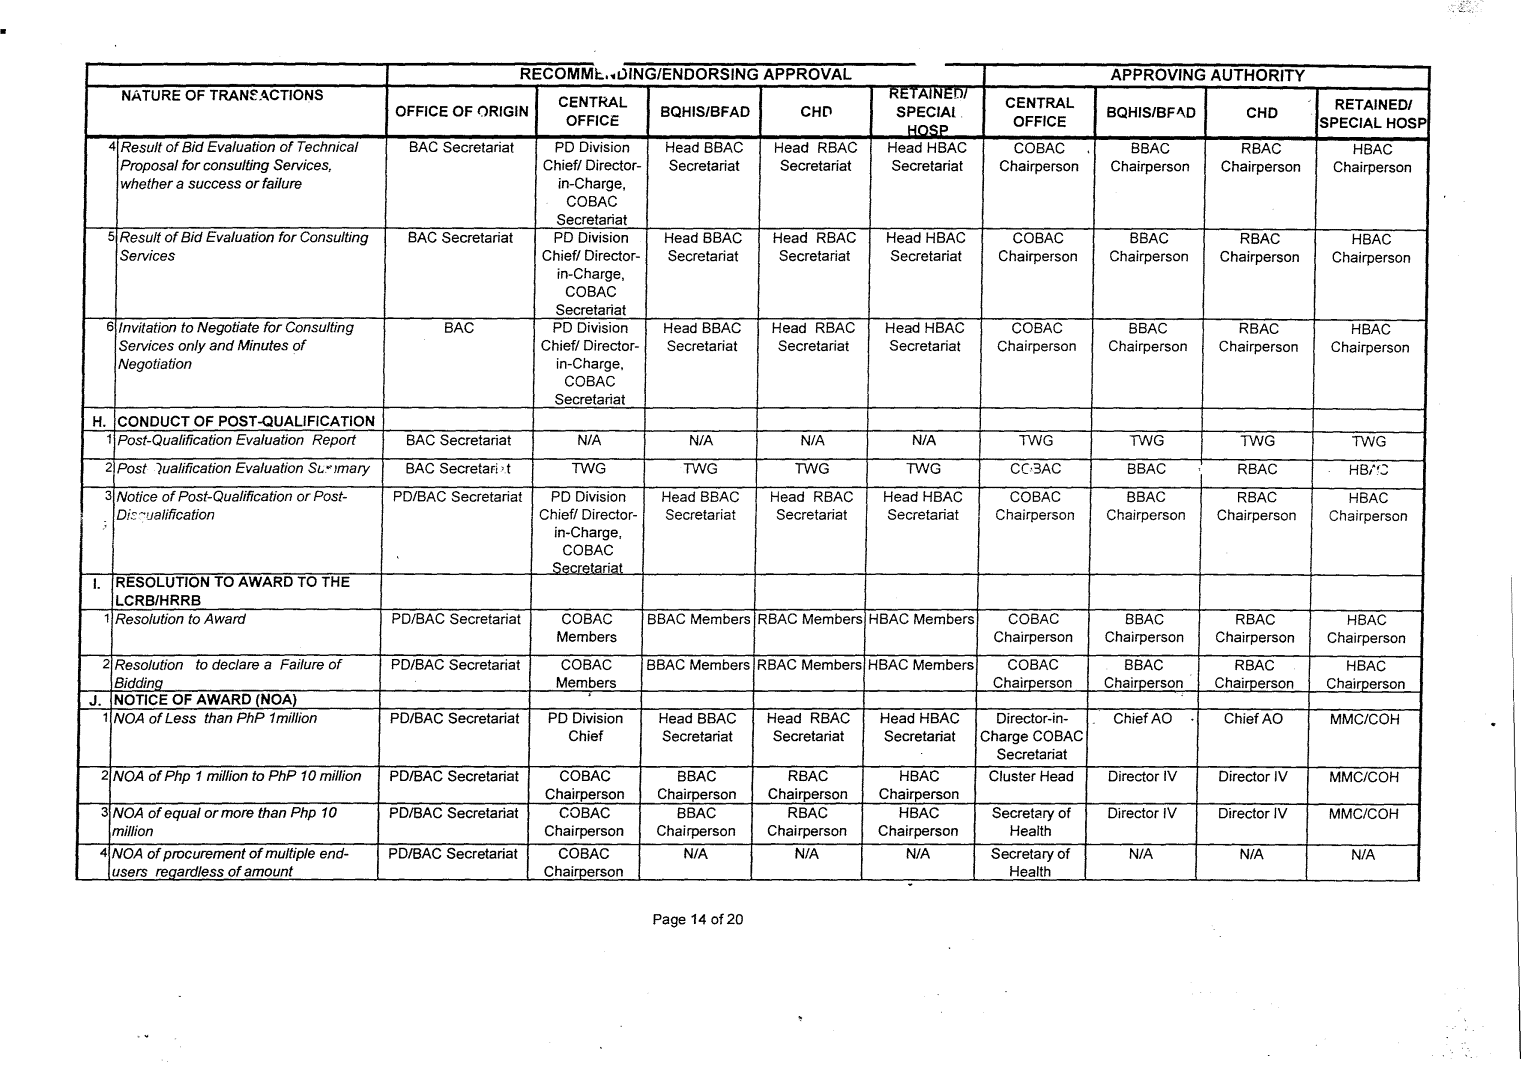 RECOMMENDING/ENDORSING APPROVAL APPROVING AUTHORITY
NATURE OF TRANSACTIONS OFFICE OF ORIGIN CENTRAL OFFICE BQHIS/BFAD CHD RETAINED/ SPECIAL HOSP CENTRAL OFFICE BQHIS/BFAD CHD RETAINED/ SPECIAL HOSP
4 Result of Bid Evaluation of Technical BAC Secretariat PD Division Head BBAC Head RBAC Head HBAC COBAC BBAC RBAC HBAC
Proposal for consulting Services, Chief/ Director- Secretariat Secretariat Secretariat Chairperson Chairperson Chairperson Chairperson
whether a success or failure in-Charge,
COBAC
Secretariat
5 Result of Bid Evaluation for Consulting BAC Secretariat PD Division Head BBAC Head RBAC Head HBAC COBAC BBAC RBAC HBAC
Services Chief/ Director- Secretariat Secretariat Secretariat Chairperson Chairperson Chairperson Chairperson
in-Charge,
COBAC
Secretariat
6 Invitation to Negotiate for Consulting BAC PD Division Head BBAC Head RBAC Head HBAC COBAC BBAC RBAC HBAC
Services only and Minutes of Chief/ Director- Secretariat Secretariat Secretariat Chairperson Chairperson Chairperson Chairperson
Negotiation in-Charge,
COBAC
Secretariat
H. CONDUCT OF POST-QUALIFICATION
1 Post-Qualification Evaluation Report BAC Secretariat N/A N/A N/A N/A TWG TWG TWG TWG
2 Post Qualification Evaluation Summary BAC Secretariat TWG TWG TWG TWG COBAC BBAC RBAC HBAC
3 Notice of Post-Qualification or Post- PD/BAC Secretariat PD Division Head BBAC Head RBAC Head HBAC COBAC BBAC RBAC HBAC
Disqualification Chief/ Director- Secretariat Secretariat Secretariat Chairperson Chairperson Chairperson Chairperson
in-Charge,
COBAC
Secretariat
I. RESOLUTION TO AWARD TO THE
LCRB/HRRB
1 Resolution to Award PD/BAC Secretariat COBAC BBAC Members RBAC Members HBAC Members COBAC BBAC RBAC HBAC
Members Chairperson Chairperson Chairperson Chairperson
2 Resolution to declare a Failure of PD/BAC Secretariat COBAC BBAC Members RBAC Members HBAC Members COBAC BBAC RBAC HBAC
Bidding Members Chairperson Chairperson Chairperson Chairperson
J. NOTICE OF AWARD (NOA)
1 NOA of Less than PhP 1million PD/BAC Secretariat PD Division Head BBAC Head RBAC Head HBAC Director-in- Chief AO Chief AO MMC/COH
Chief Secretariat Secretariat Secretariat Charge COBAC
Secretariat
2 NOA of Php 1 million to PhP 10 million PD/BAC Secretariat COBAC BBAC RBAC HBAC Cluster Head Director IV Director IV MMC/COH
Chairperson Chairperson Chairperson Chairperson
3 NOA of equal or more than Php 10 PD/BAC Secretariat COBAC BBAC RBAC HBAC Secretary of Director IV Director IV MMC/COH
million Chairperson Chairperson Chairperson Chairperson Health
4 NOA of procurement of multiple end- PD/BAC Secretariat COBAC N/A N/A N/A Secretary of N/A N/A N/A
users regardless of amount Chairperson Health
Page 14 of 20